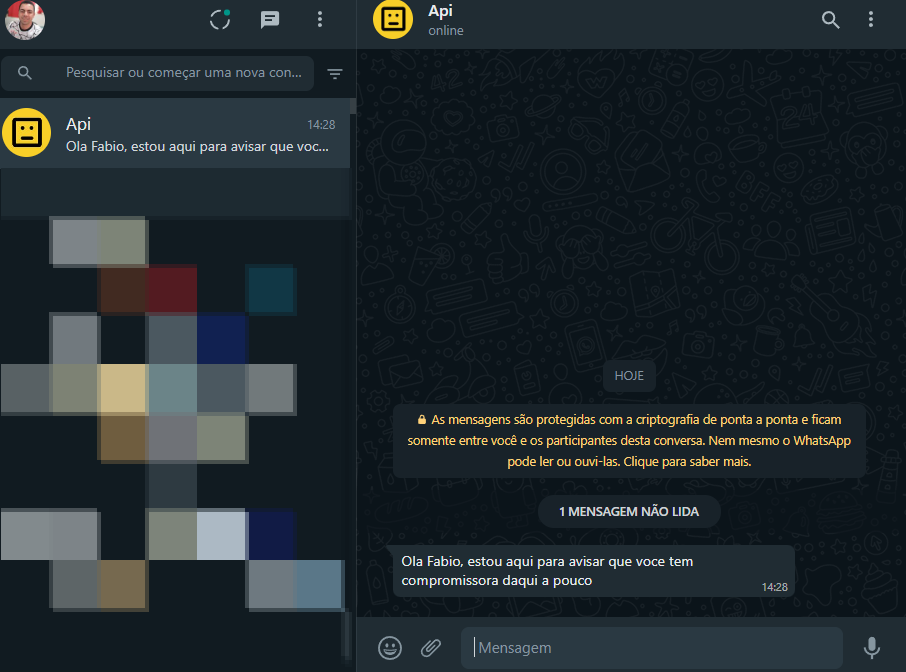 Pesquisar ou começar uma nova con...
Api
14:28
Ola Fabio, estou aqui para avisar que voc...
Api
online
HOJE
As mensagens são protegidas com a criptografia de ponta a ponta e ficam
somente entre você e os participantes desta conversa. Nem mesmo o WhatsApp
pode ler ou ouvi-las. Clique para saber mais.
1 MENSAGEM NÃO LIDA
Ola Fabio, estou aqui para avisar que voce tem
compromissora daqui a pouco
14:28
Mensagem